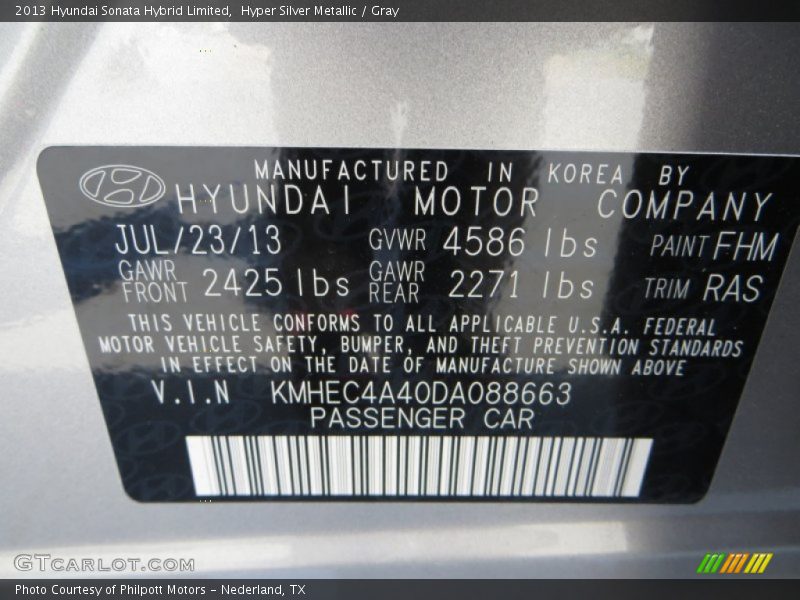 2013 Hyundai Sonata Hybrid Limited, Hyper Silver Metallic / Gray
MANUFACTURED IN KOREA BY
HYUNDAI MOTOR COMPANY
JUL/23/13 GVWR 4586 lbs PAINT FHM
GAWR FRONT 2425 lbs GAWR REAR 2271 lbs TRIM RAS
THIS VEHICLE CONFORMS TO ALL APPLICABLE U.S.A. FEDERAL
MOTOR VEHICLE SAFETY, BUMPER, AND THEFT PREVENTION STANDARDS
IN EFFECT ON THE DATE OF MANUFACTURE SHOWN ABOVE
V.I.N KMHEC4A40DA088663
PASSENGER CAR
GTCARLOT.COM
Photo Courtesy of Philpott Motors - Nederland, TX